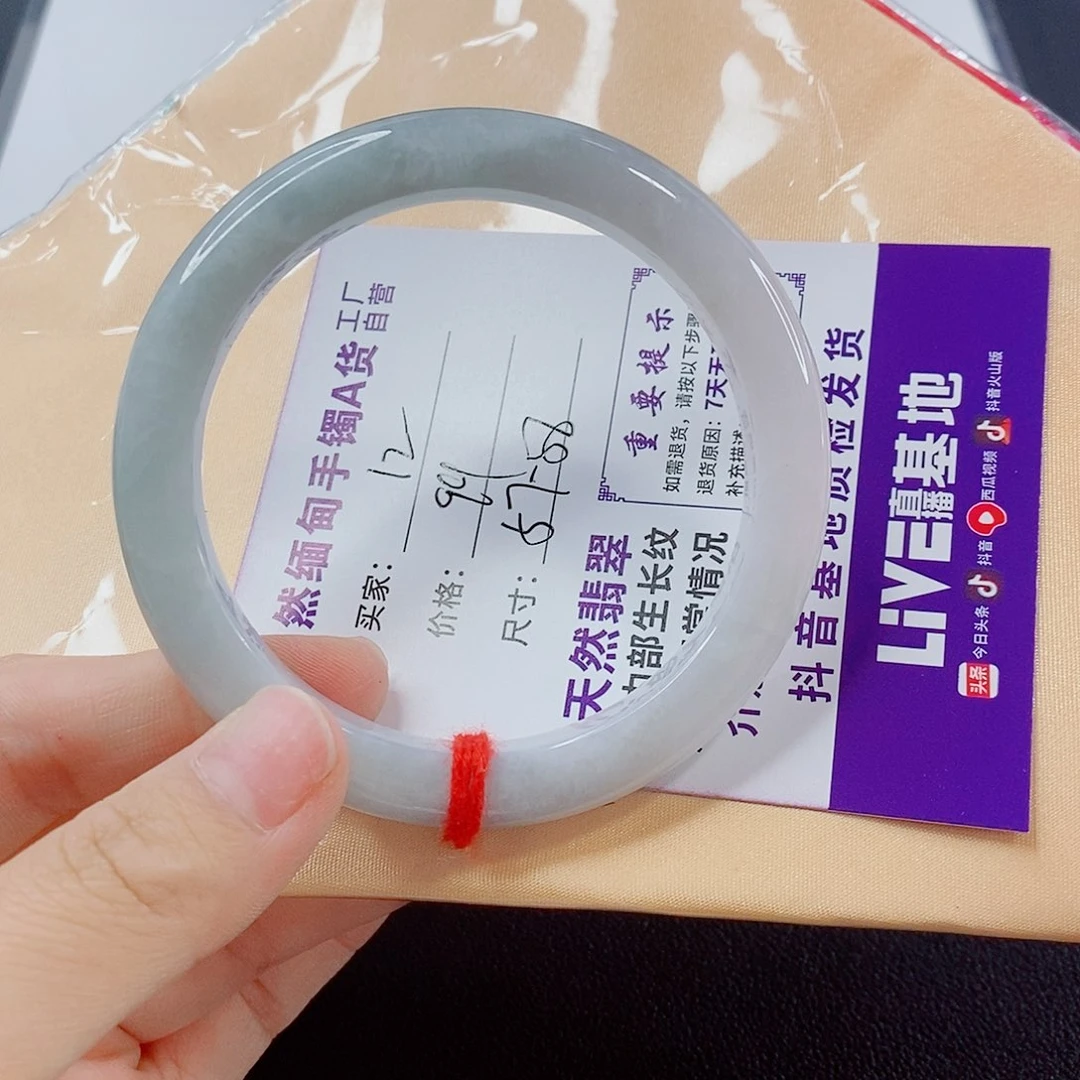 然缅甸手镯A货 工厂自营
买家: 12
价格: 99
尺寸: 57-58
重要提示
如需退货，请按以下步骤
退货原因：7天
补充描述
天然翡翠
内部生长纹
情况
抖音基地质检发货
LiVE直播基地
今日头条 抖音 西瓜视频 抖音火山版
头条